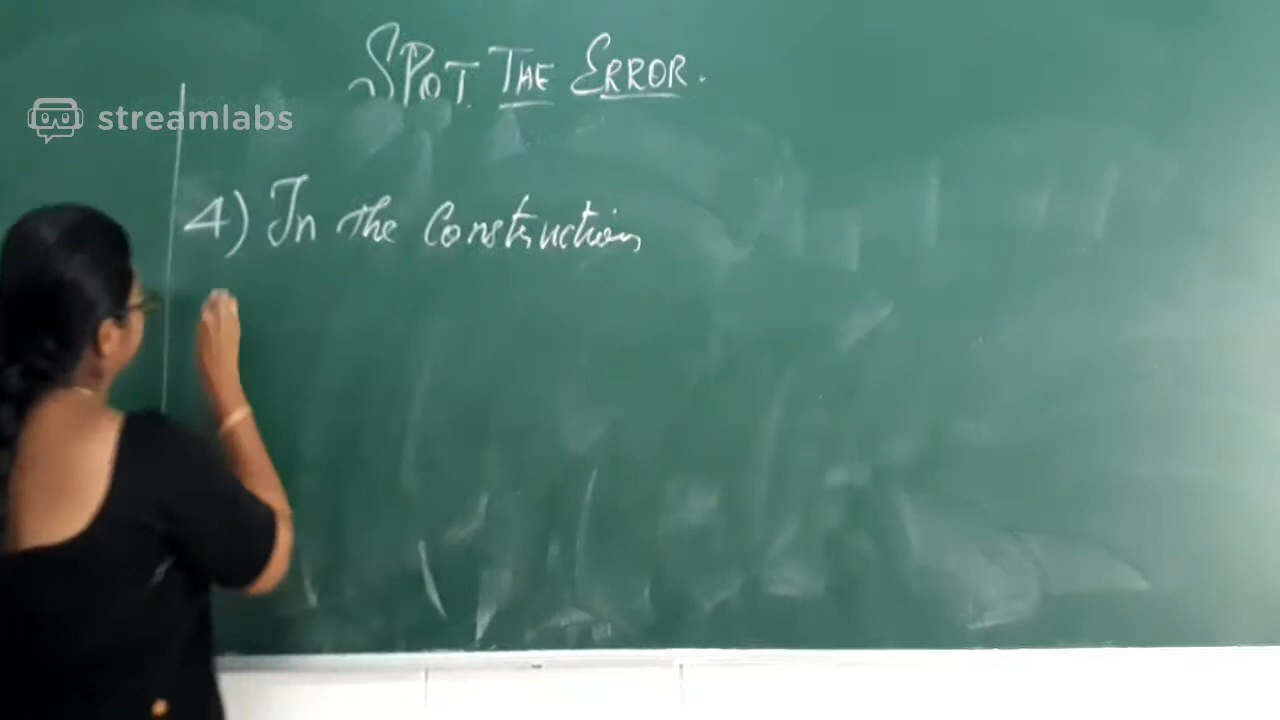 SPOT THE ERROR.
streamlabs
4) In the Construction